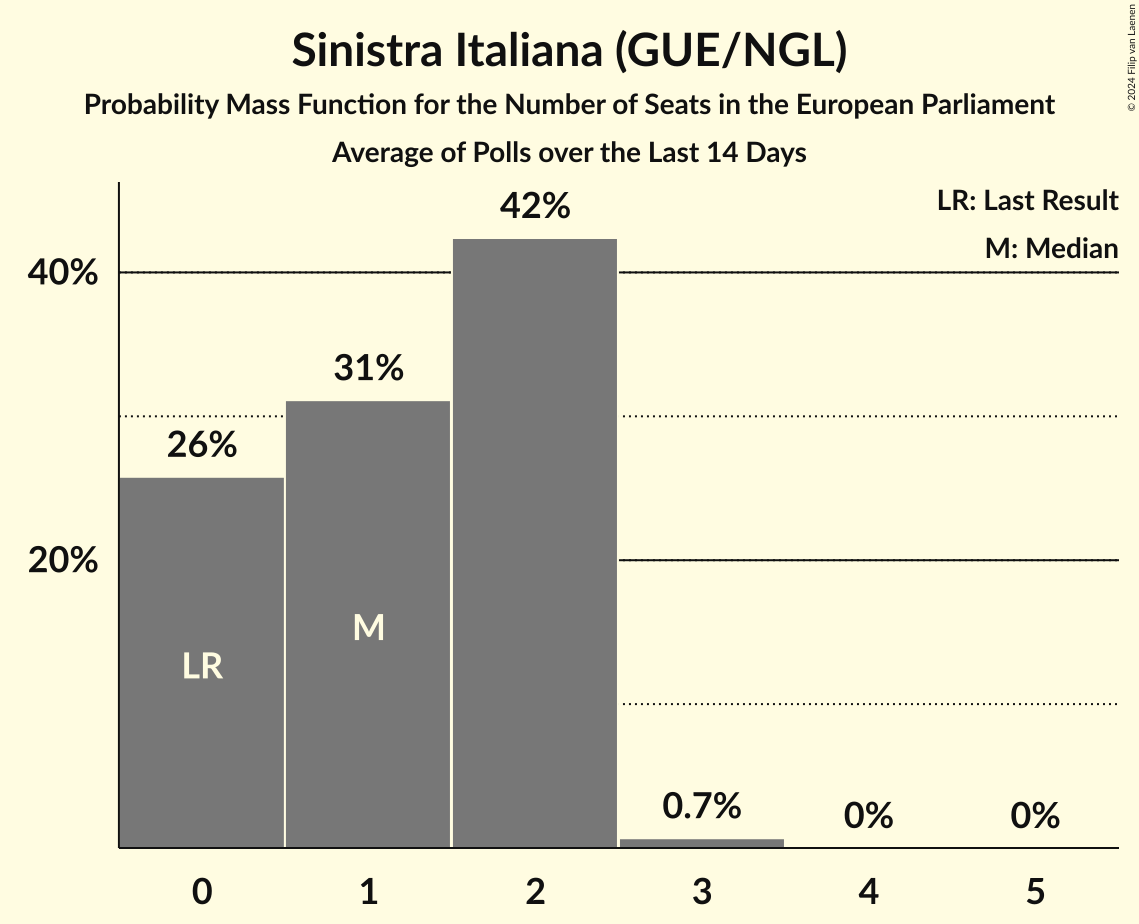 Sinistra Italiana (GUE/NGL)
Probability Mass Function for the Number of Seats in the European Parliament
Average of Polls over the Last 14 Days
© 2024 Filip van Laenen
LR: Last Result
M: Median
42%
40%
31%
26%
20%
M
LR
0.7%
0%
0%
0 1 2 3 4 5